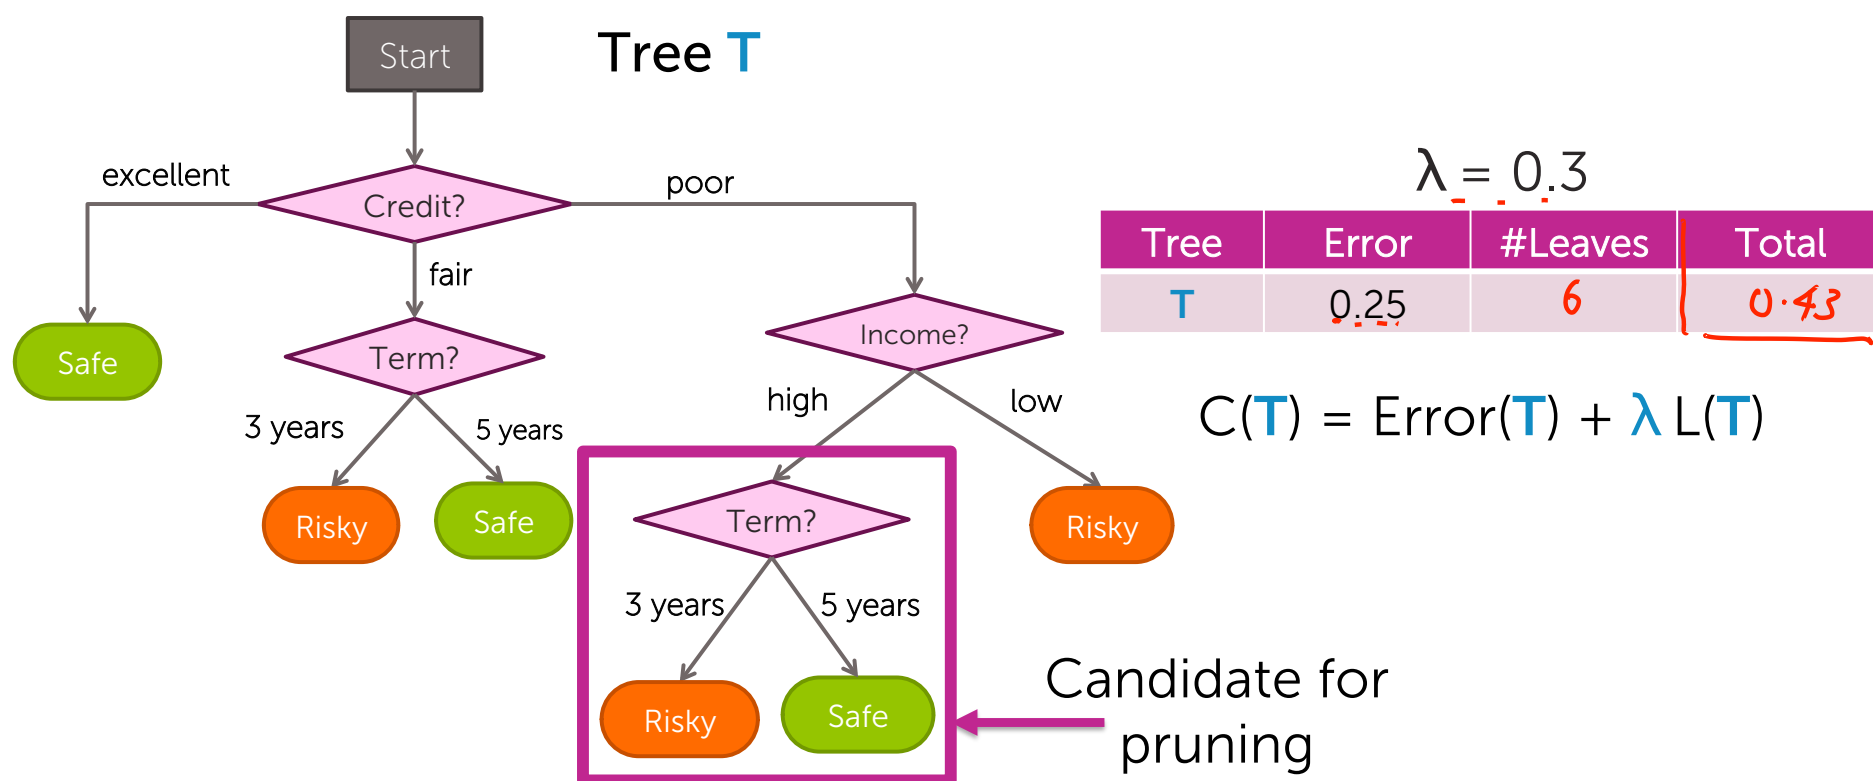 Start
Tree T
excellent
Credit?
poor
fair
Safe
Term?
Income?
3 years
5 years
high
low
Risky
Safe
Term?
Risky
3 years
5 years
Risky
Safe
Candidate for
pruning
λ = 0.3
Tree Error #Leaves Total
T 0.25 6 0.43
C(T) = Error(T) + λ L(T)